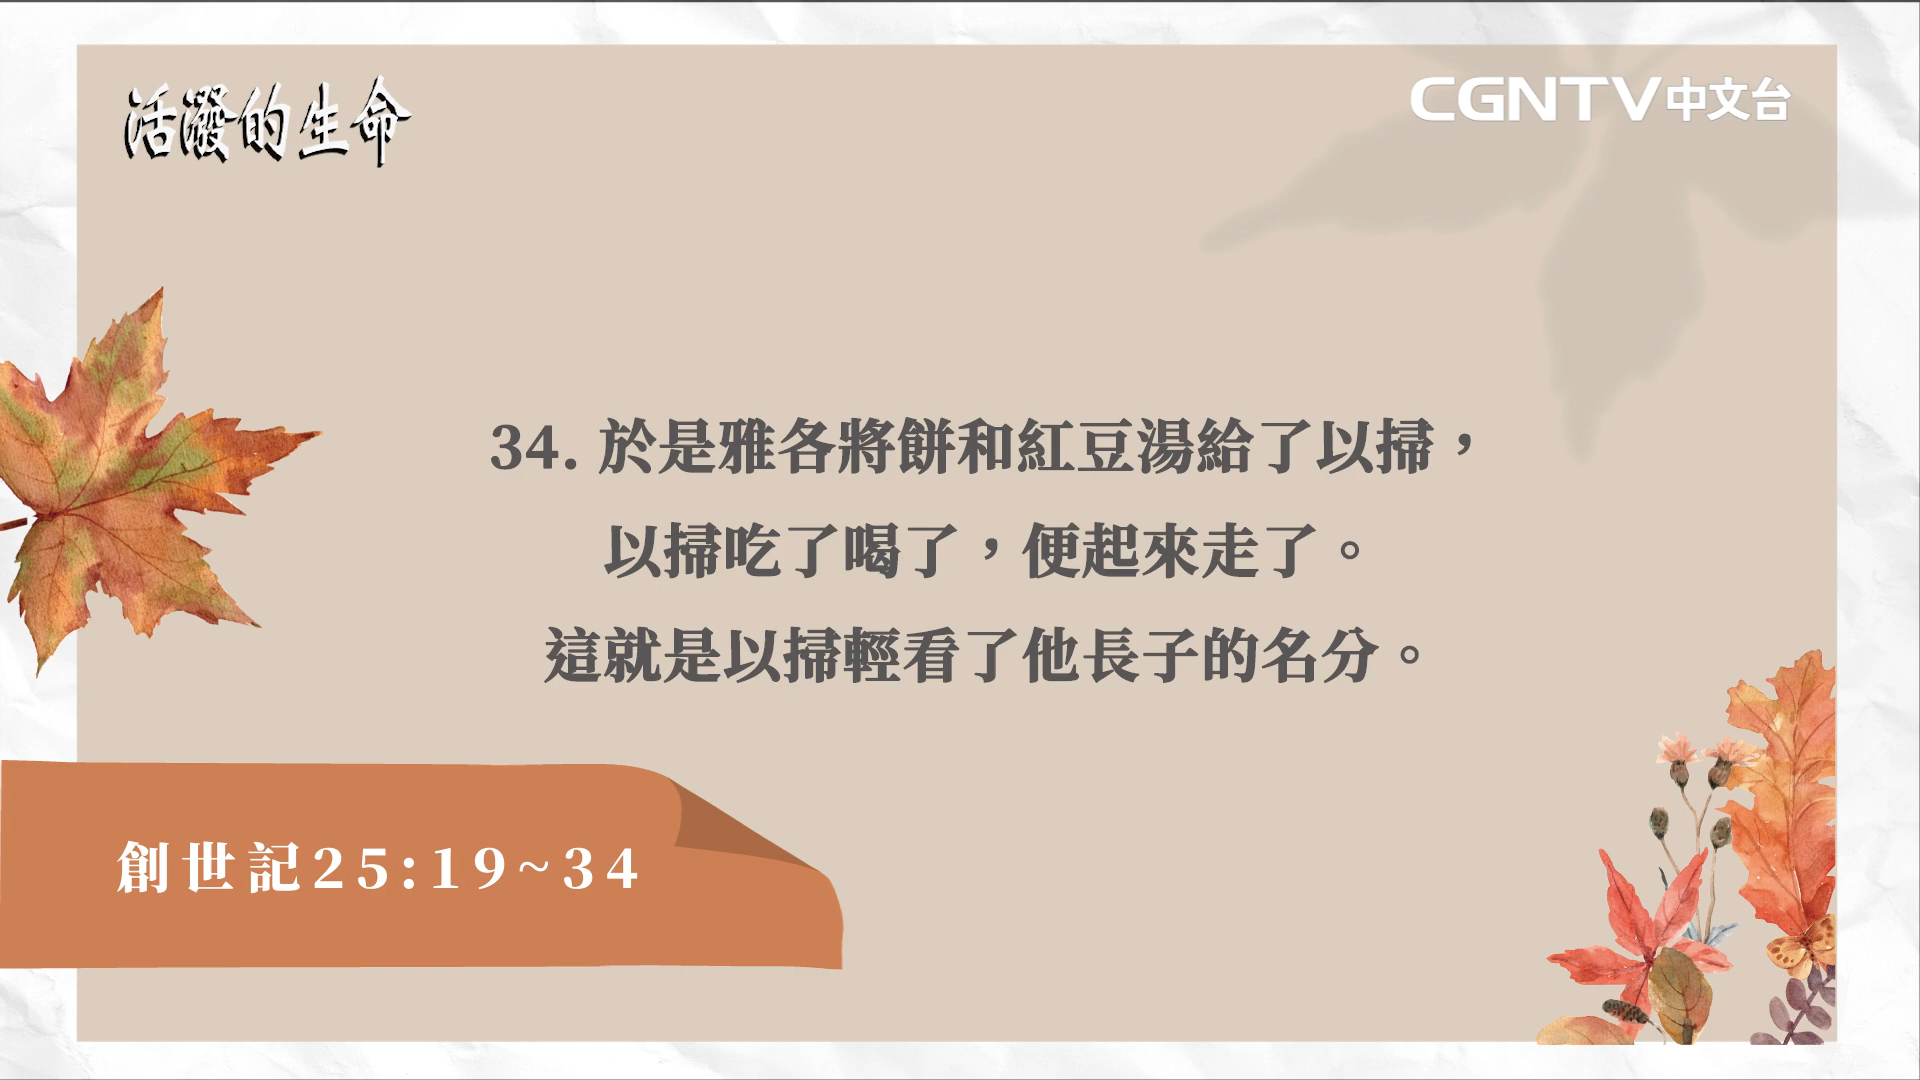 活潑的生命
CGNTV中文台
34. 於是雅各將餅和紅豆湯給了以掃，
以掃吃了喝了，便起來走了。
這就是以掃輕看了他長子的名分。
創世記25:19~34